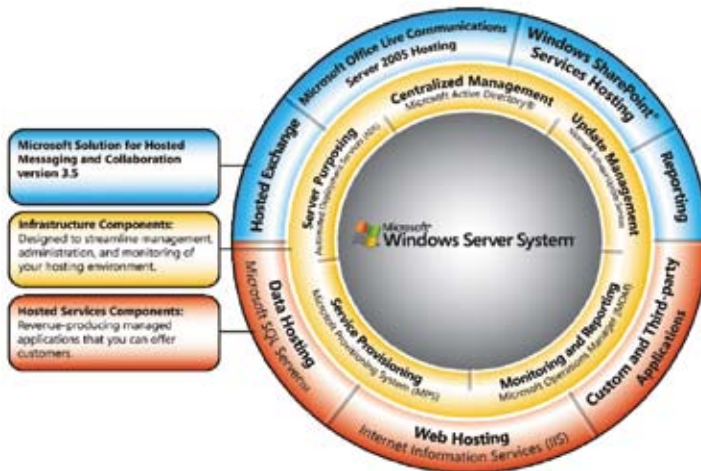 Microsoft Office Live Communications
Server 2005 Hosting
Windows SharePoint®
Services Hosting
Reporting
Hosted Exchange
Centralized Management
Microsoft Active Directory®
Update Management
Server Purposing
Automated Deployment Services (ADS)
Microsoft Solution for Hosted
Messaging and Collaboration
version 3.5
Infrastructure Components:
Designed to streamline management,
administration, and monitoring of
your hosting environment.
Hosted Services Components:
Revenue-producing managed
applications that you can offer
customers.
Microsoft®
Windows Server System
Service Provisioning
Microsoft Provisioning System (MPS)
Monitoring and Reporting
Microsoft Operations Manager (MOM)
Data Hosting
Microsoft SQL Server
Web Hosting
Internet Information Services (IIS)
Custom and Third-party
Applications